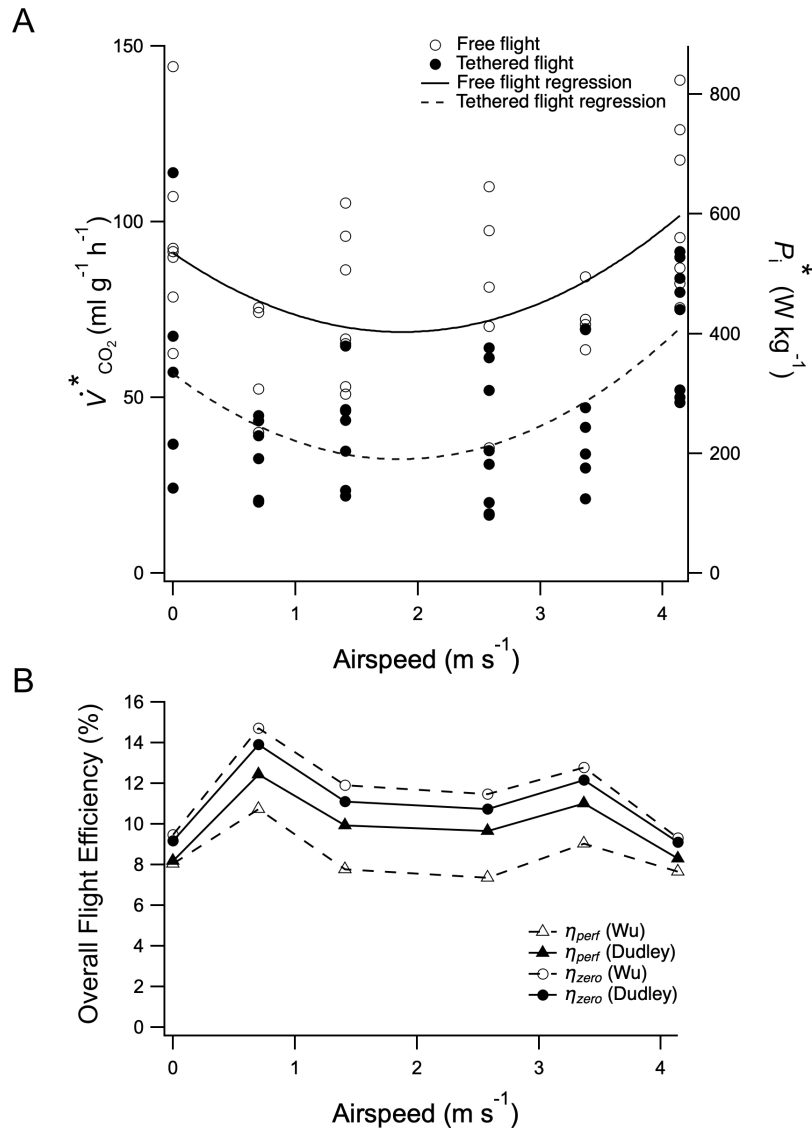 A
Free flight
Tethered flight
Free flight regression
Tethered flight regression
150
100
50
0
V̇*CO2 (ml g-1 h-1)
800
600
400
200
0
Pi* (W kg-1)
0 1 2 3 4
Airspeed (m s-1)
B
16
14
12
10
8
6
4
2
0
Overall Flight Efficiency (%)
ηperf (Wu)
ηperf (Dudley)
ηzero (Wu)
ηzero (Dudley)
0 1 2 3 4
Airspeed (m s-1)